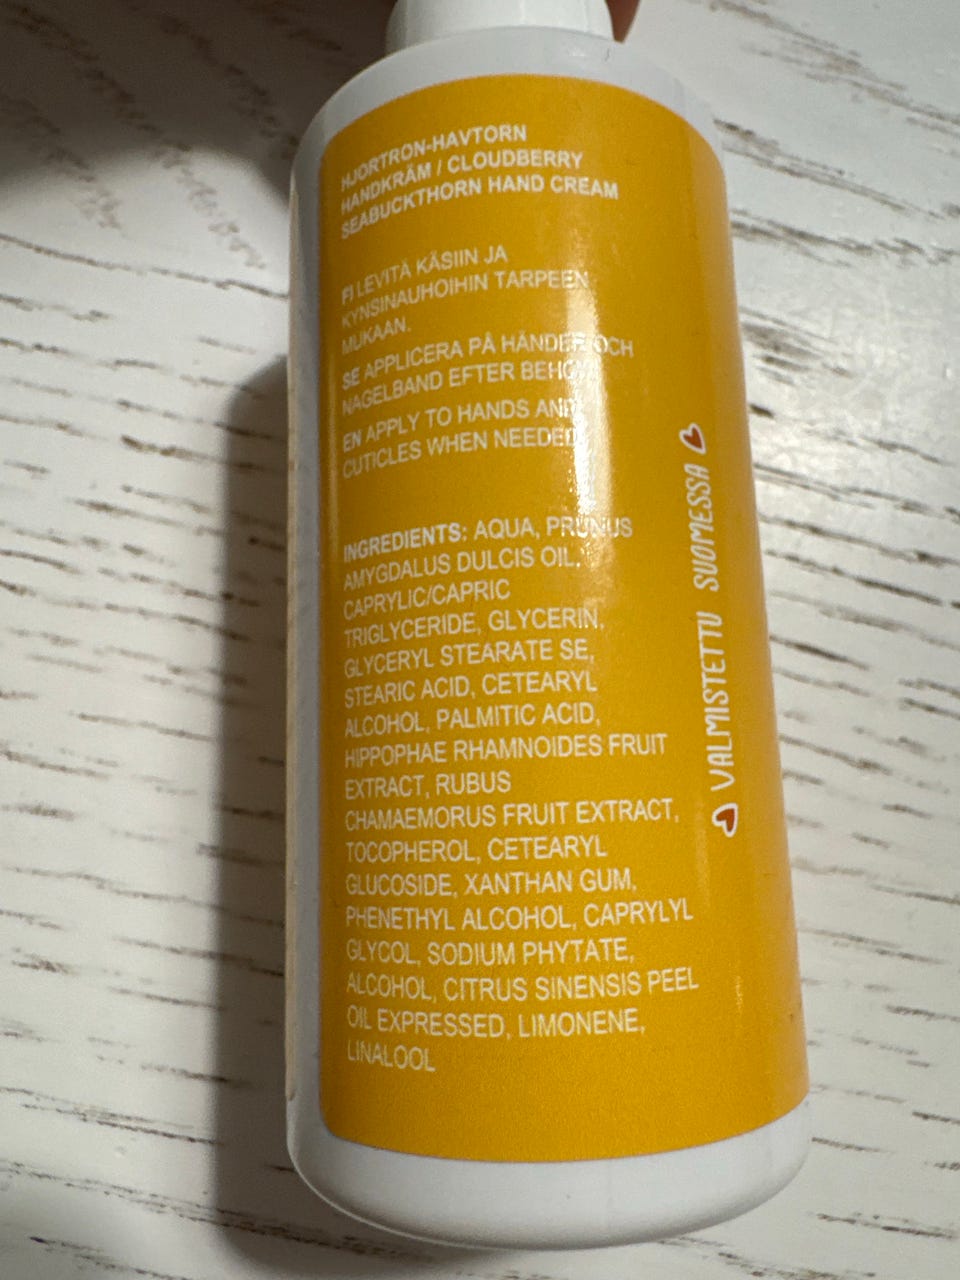 HJORTRON-HAVTORN
HANDKRÄM / CLOUDBERRY
SEABUCKTHORN HAND CREAM
FI LEVITÄ KÄSIIN JA
KYNSINAUHOIHIN TARPEEN
MUKAAN.
SE APPLICERA PÅ HÄNDER OCH
NAGELBAND EFTER BEHOV
EN APPLY TO HANDS AND
CUTICLES WHEN NEEDED
INGREDIENTS: AQUA, PRUNUS
AMYGDALUS DULCIS OIL,
CAPRYLIC/CAPRIC
TRIGLYCERIDE, GLYCERIN,
GLYCERYL STEARATE SE,
STEARIC ACID, CETEARYL
ALCOHOL, PALMITIC ACID,
HIPPOPHAE RHAMNOIDES FRUIT
EXTRACT, RUBUS
CHAMAEMORUS FRUIT EXTRACT,
TOCOPHEROL, CETEARYL
GLUCOSIDE, XANTHAN GUM,
PHENETHYL ALCOHOL, CAPRYLYL
GLYCOL, SODIUM PHYTATE,
ALCOHOL, CITRUS SINENSIS PEEL
OIL EXPRESSED, LIMONENE,
LINALOOL
VALMISTETTU SUOMESSA